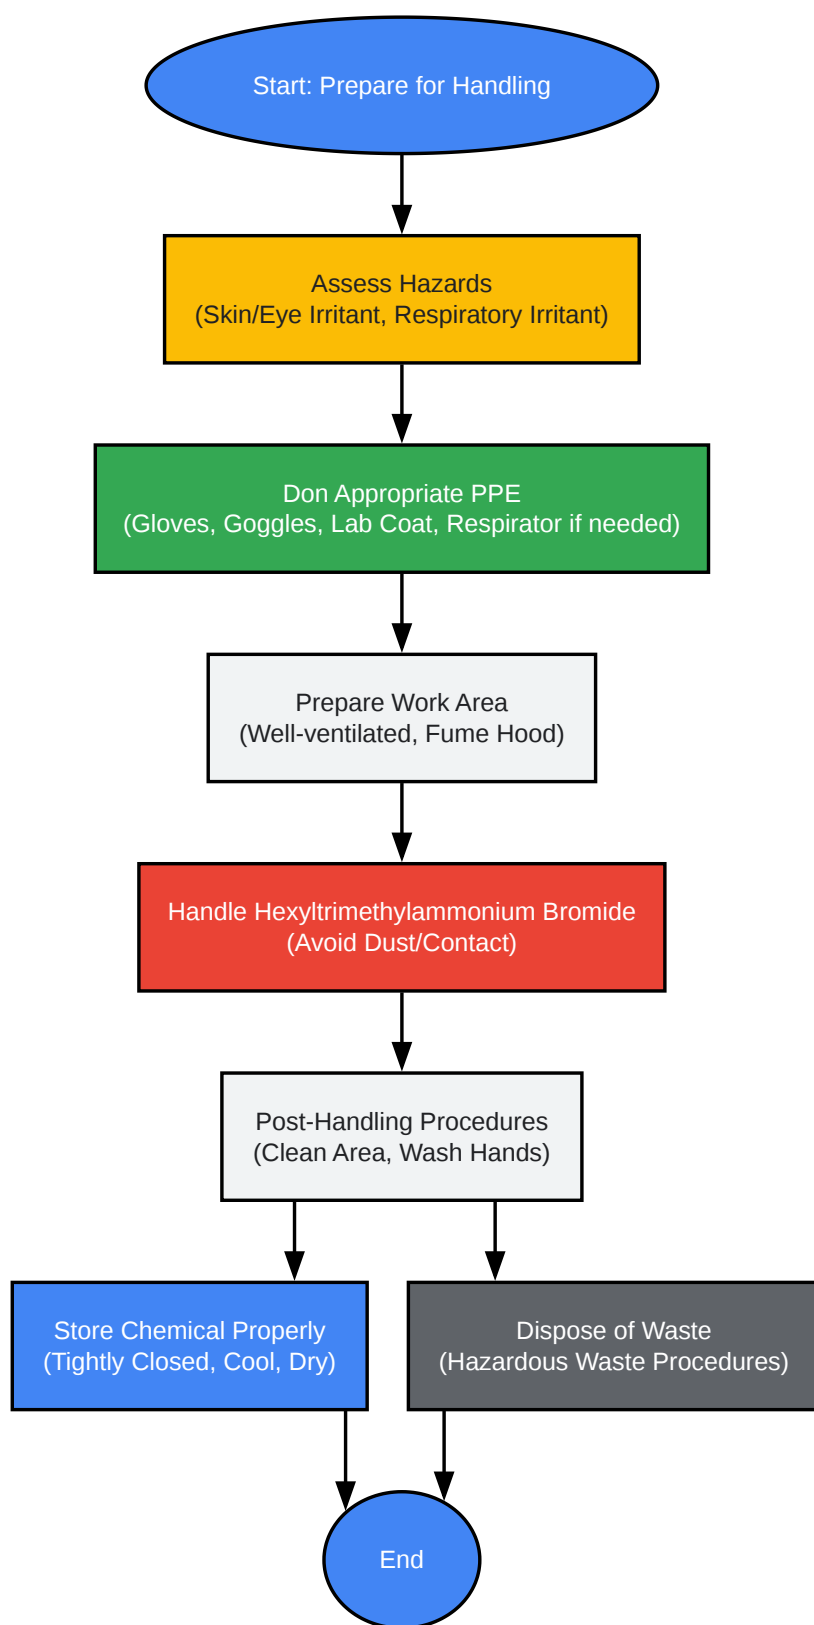 Start: Prepare for Handling
Assess Hazards
(Skin/Eye Irritant, Respiratory Irritant)
Don Appropriate PPE
(Gloves, Goggles, Lab Coat, Respirator if needed)
Prepare Work Area
(Well-ventilated, Fume Hood)
Handle Hexyltrimethylammonium Bromide
(Avoid Dust/Contact)
Post-Handling Procedures
(Clean Area, Wash Hands)
Store Chemical Properly
(Tightly Closed, Cool, Dry)
Dispose of Waste
(Hazardous Waste Procedures)
End